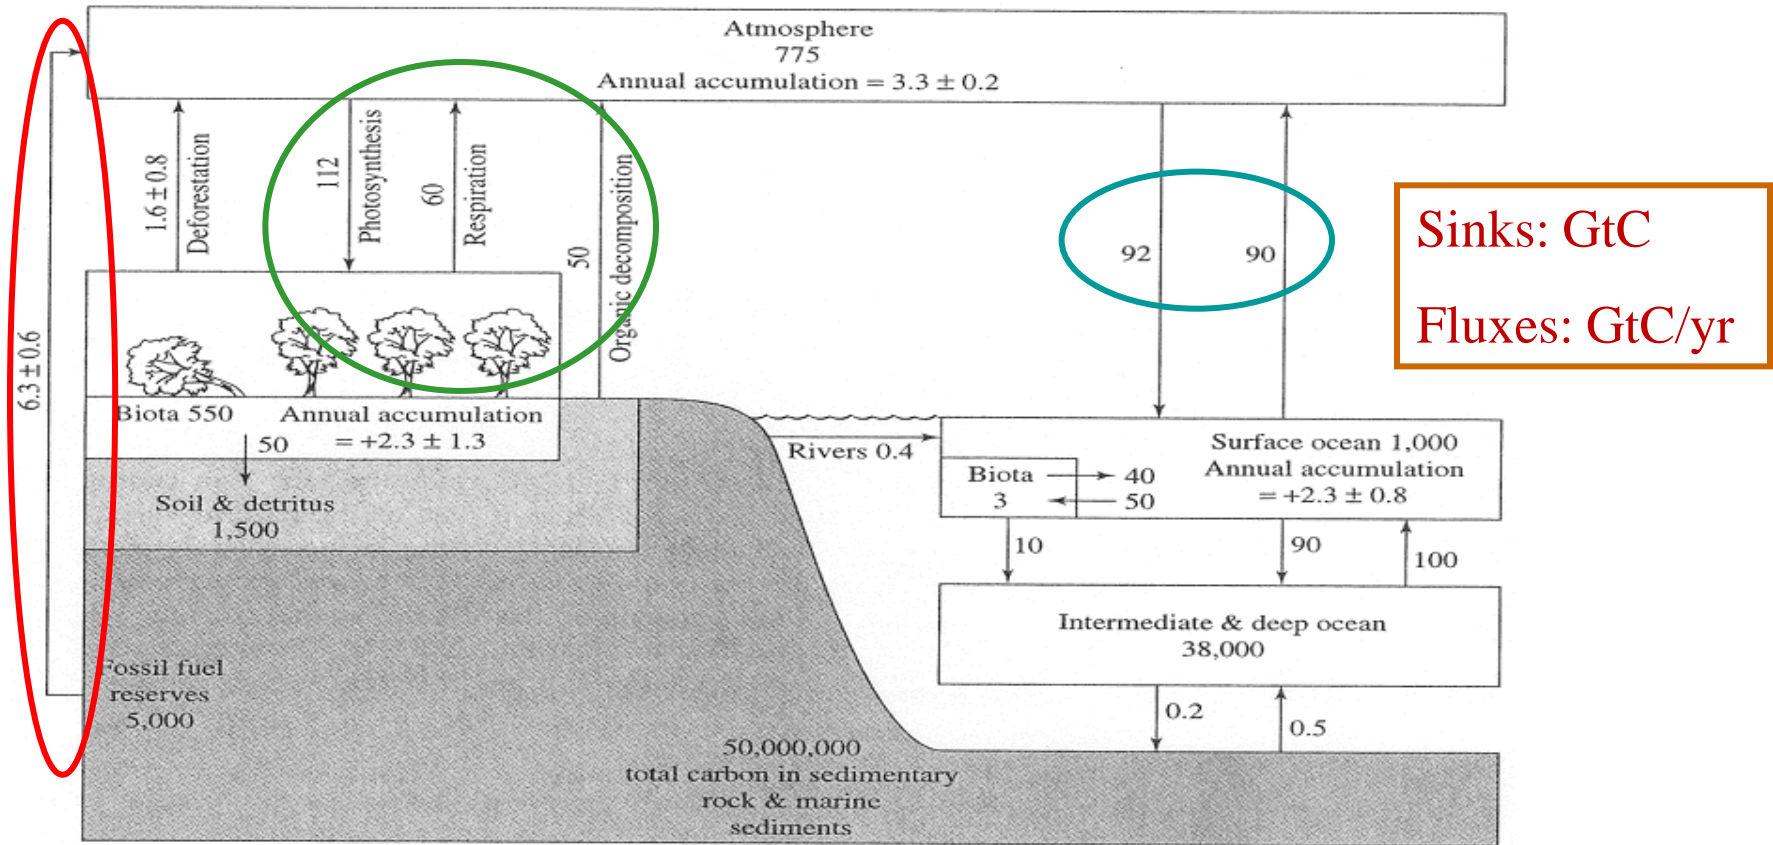 Atmosphere
775
Annual accumulation = 3.3 ± 0.2
6.3 ± 0.6
1.6 ± 0.8
Deforestation
112
Photosynthesis
60
Respiration
50
Organic decomposition
92
90
Sinks: GtC
Fluxes: GtC/yr
Biota 550
Annual accumulation
= +2.3 ± 1.3
50
Soil & detritus
1,500
Rivers 0.4
Surface ocean 1,000
Annual accumulation
= +2.3 ± 0.8
Biota
3
40
50
10
90
100
Intermediate & deep ocean
38,000
0.2
0.5
Fossil fuel
reserves
5,000
50,000,000
total carbon in sedimentary
rock & marine
sediments